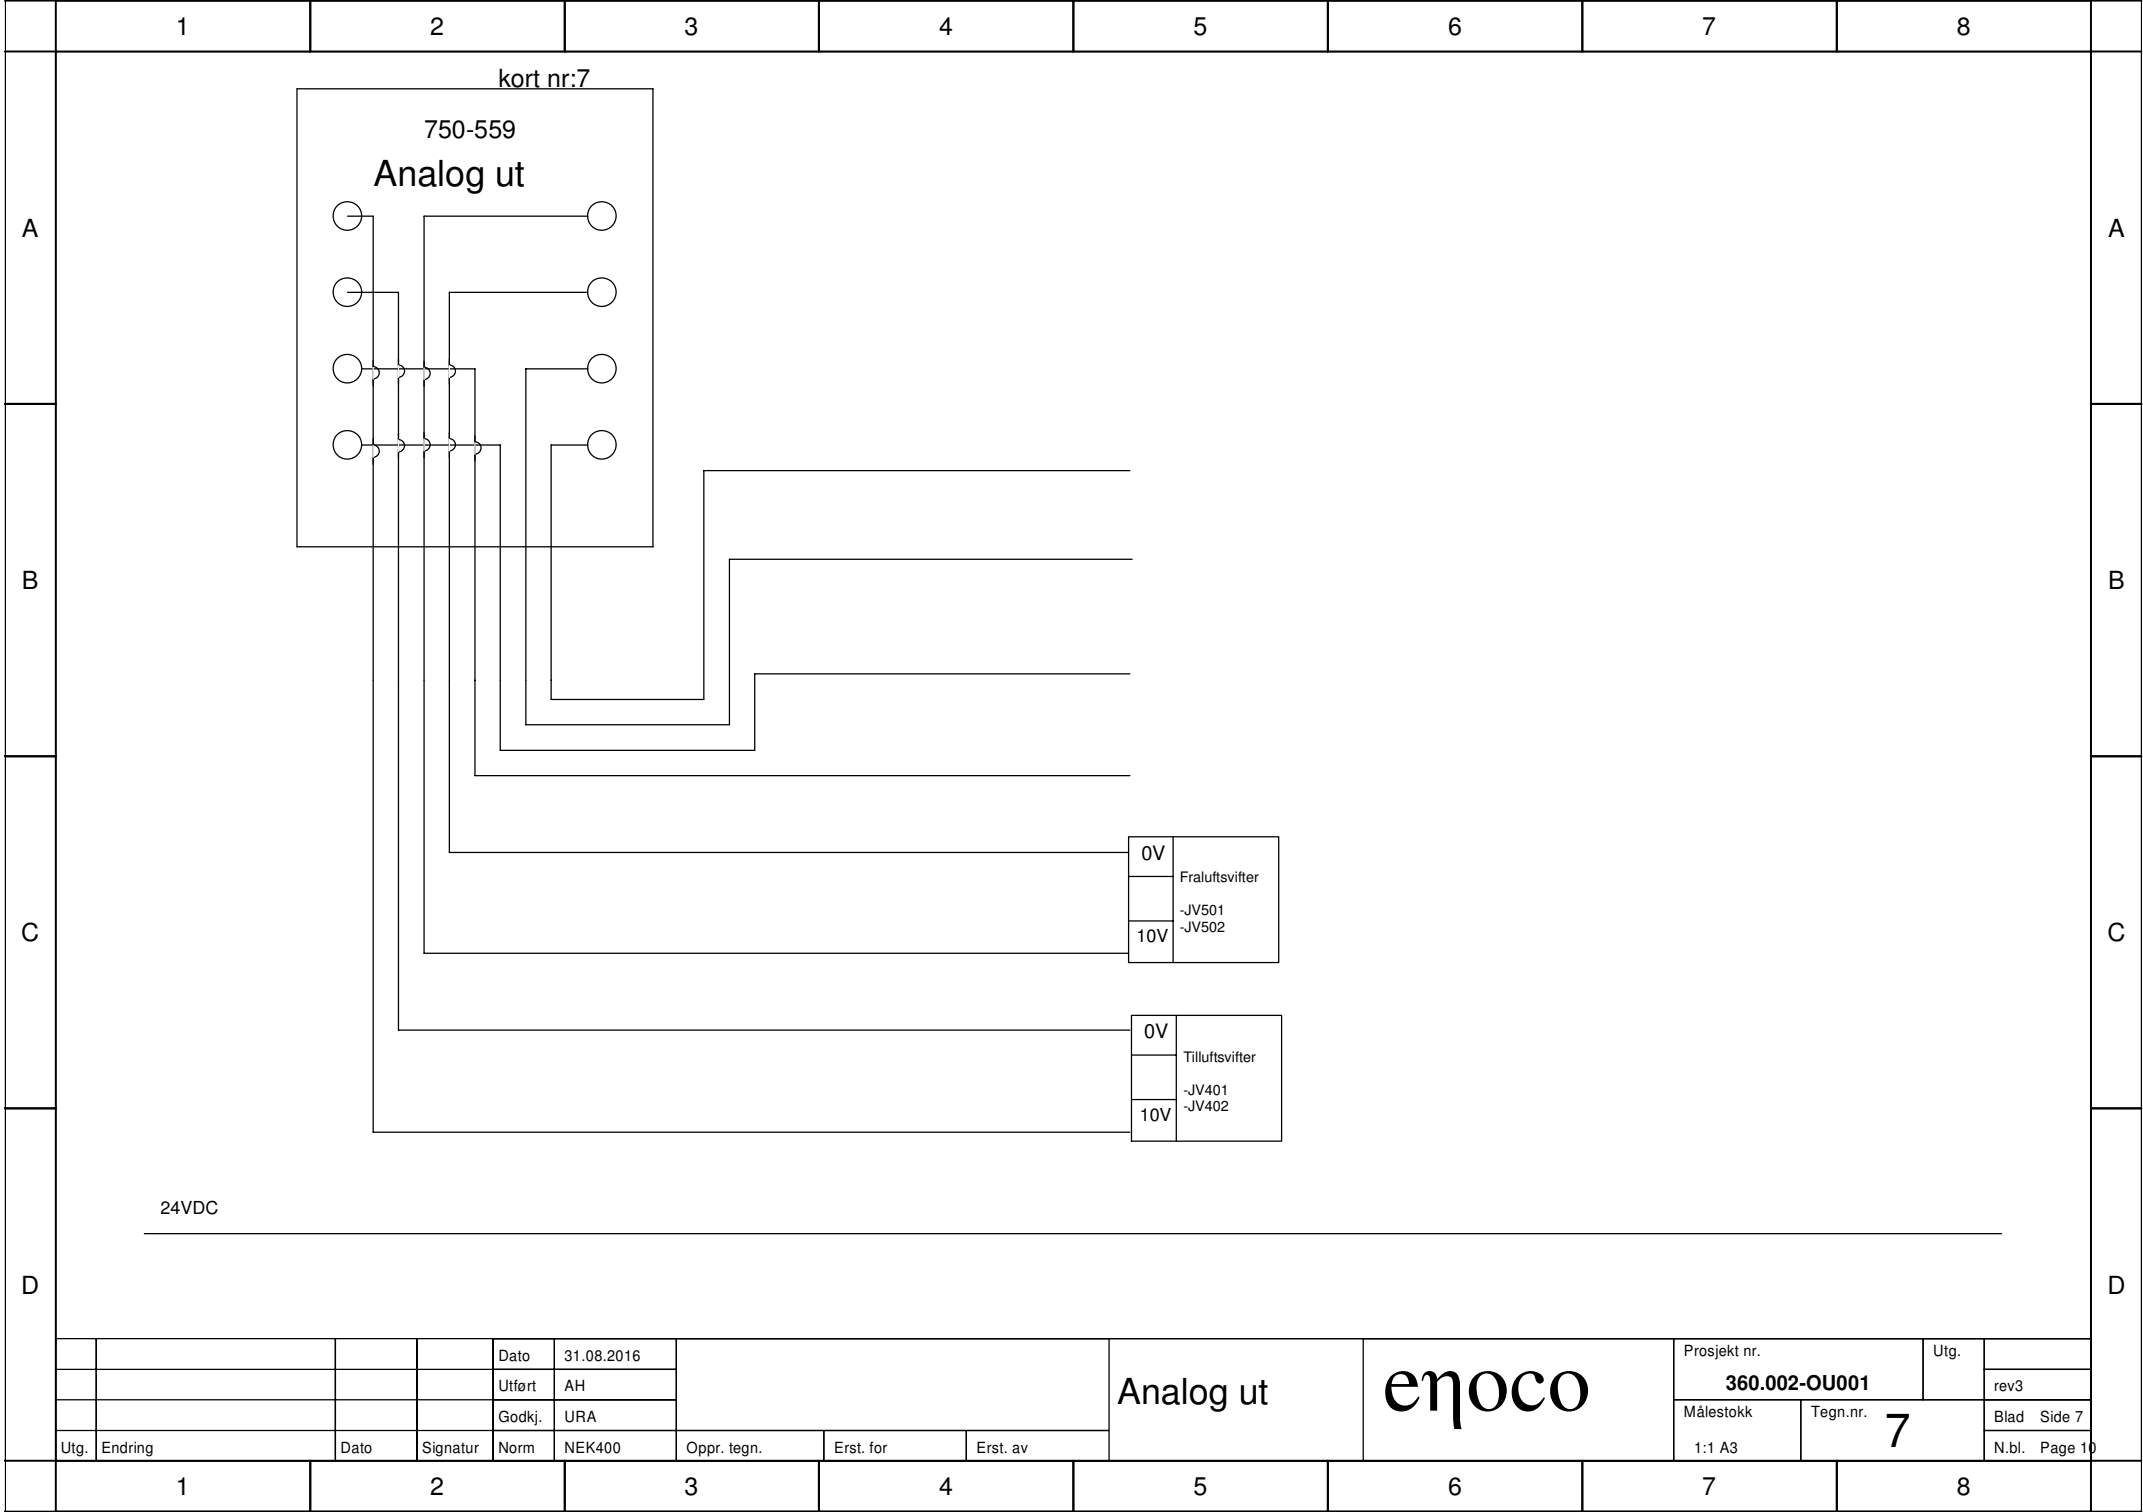 1 2 3 4 5 6 7 8
kort nr:7
750-559
Analog ut
A A
B B
0V
Fraluftsvifter
-JV501
-JV502
10V
C C
0V
Tilluftsvifter
-JV401
-JV402
10V
24VDC
D D
Dato 31.08.2016
Utført AH
Godkj. URA
Utg. Endring Dato Signatur Norm NEK400 Oppr. tegn. Erst. for Erst. av
Analog ut
eηoco
Prosjekt nr. Utg.
360.002-OU001 rev3
Målestokk Tegn.nr. 7 Blad Side 7
1:1 A3 N.bl. Page 10
1 2 3 4 5 6 7 8